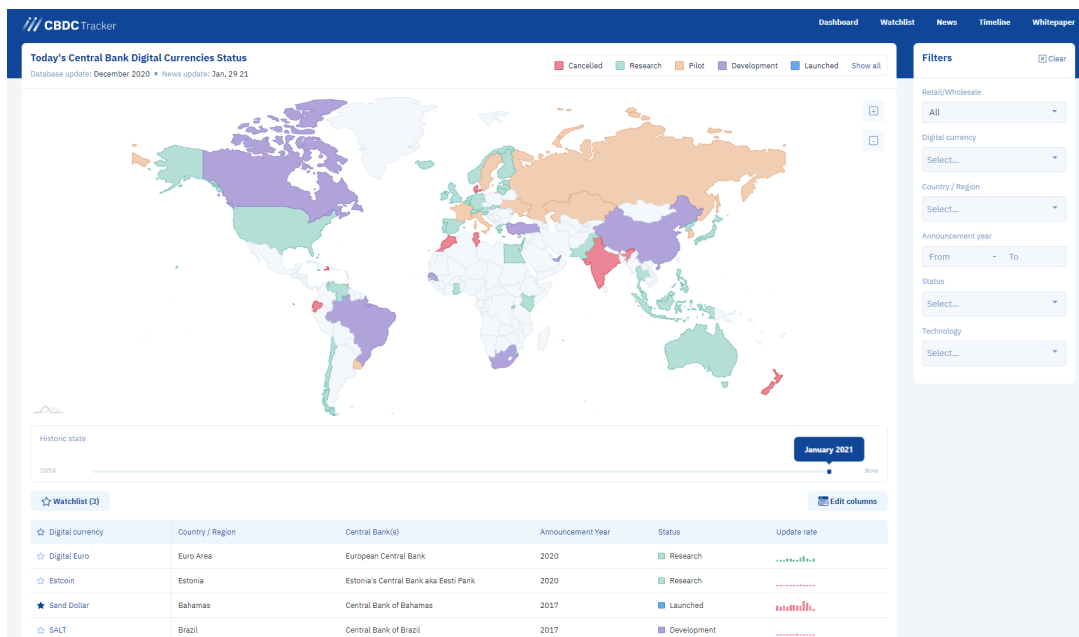 CBDC Tracker
Dashboard Watchlist News Timeline Whitepaper
Today's Central Bank Digital Currencies Status
Database update: December 2020 • News update: Jan, 29 21
Cancelled Research Pilot Development Launched Show all
Filters
Clear
Retail/Wholesale
All
Digital currency
Select...
Country / Region
Select...
Announcement year
From - To
Status
Select...
Technology
Select...
Historic state
January 2021
2014 Now
Watchlist (3)
Edit columns
Digital currency Country / Region Central Bank(s) Announcement Year Status Update rate
Digital Euro Euro Area European Central Bank 2020 Research
Estcoin Estonia Estonia's Central Bank aka Eesti Pank 2020 Research
Sand Dollar Bahamas Central Bank of Bahamas 2017 Launched
SALT Brazil Central Bank of Brazil 2017 Development